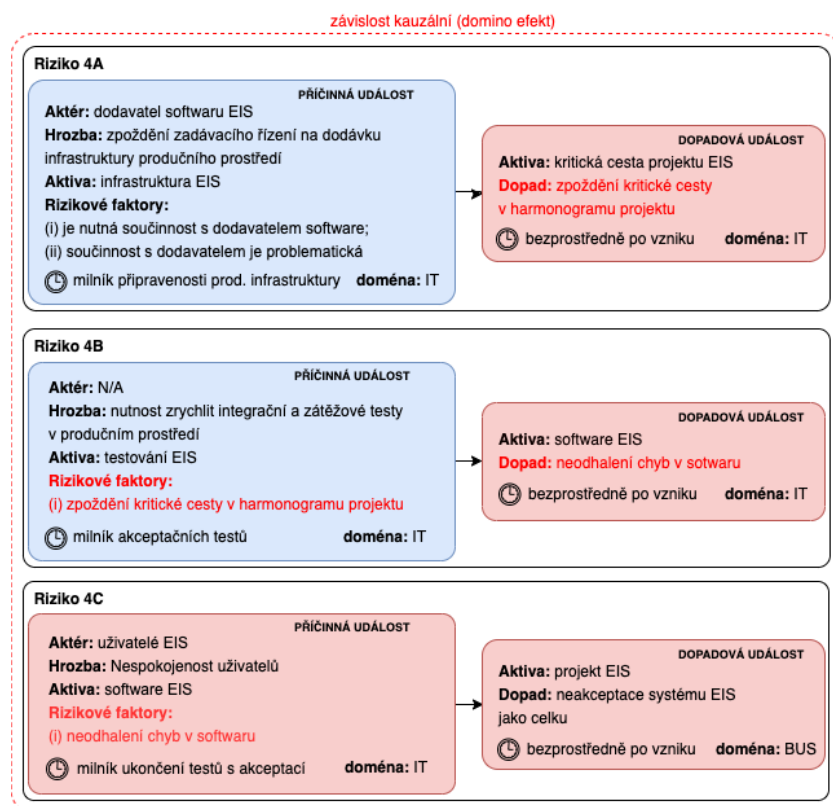 závislost kauzální (domino efekt)
Riziko 4A
PŘÍČINNÁ UDÁLOST
Aktér: dodavatel softwaru EIS
Hrozba: zpoždění zadávacího řízení na dodávku
infrastruktury produčního prostředí
Aktiva: infrastruktura EIS
Rizikové faktory:
(i) je nutná součinnost s dodavatelem software;
(ii) součinnost s dodavatelem je problematická
milník připravenosti prod. infrastruktury doména: IT
DOPADOVÁ UDÁLOST
Aktiva: kritická cesta projektu EIS
Dopad: zpoždění kritické cesty
v harmonogramu projektu
bezprostředně po vzniku doména: IT
Riziko 4B
PŘÍČINNÁ UDÁLOST
Aktér: N/A
Hrozba: nutnost zrychlit integrační a zátěžové testy
v produčním prostředí
Aktiva: testování EIS
Rizikové faktory:
(i) zpoždění kritické cesty v harmonogramu projektu
milník akceptačních testů doména: IT
DOPADOVÁ UDÁLOST
Aktiva: software EIS
Dopad: neodhalení chyb v sotwaru
bezprostředně po vzniku doména: IT
Riziko 4C
PŘÍČINNÁ UDÁLOST
Aktér: uživatelé EIS
Hrozba: Nespokojenost uživatelů
Aktiva: software EIS
Rizikové faktory:
(i) neodhalení chyb v softwaru
milník ukončení testů s akceptací doména: IT
DOPADOVÁ UDÁLOST
Aktiva: projekt EIS
Dopad: neakceptace systému EIS
jako celku
bezprostředně po vzniku doména: BUS